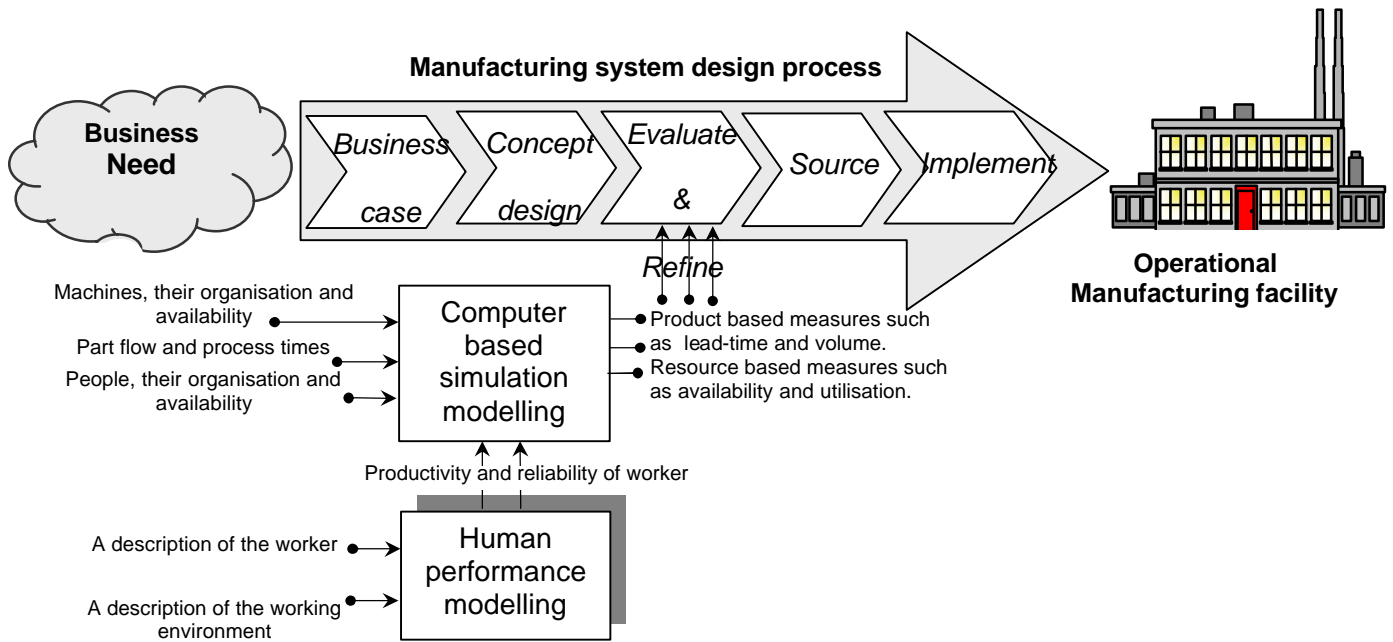 Manufacturing system design process
Business
Need
Business
case
Concept
design
Evaluate
&
Refine
Source
Implement
Operational
Manufacturing facility
Machines, their organisation and
availability
Part flow and process times
People, their organisation and
availability
Computer
based
simulation
modelling
Product based measures such
as lead-time and volume.
Resource based measures such
as availability and utilisation.
Productivity and reliability of worker
A description of the worker
A description of the working
environment
Human
performance
modelling